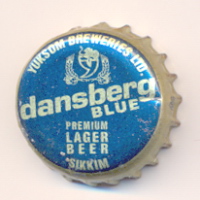 YUKSOM BREWERIES LTD.
dansberg
BLUE
PREMIUM
LAGER
BEER
SIKKIM